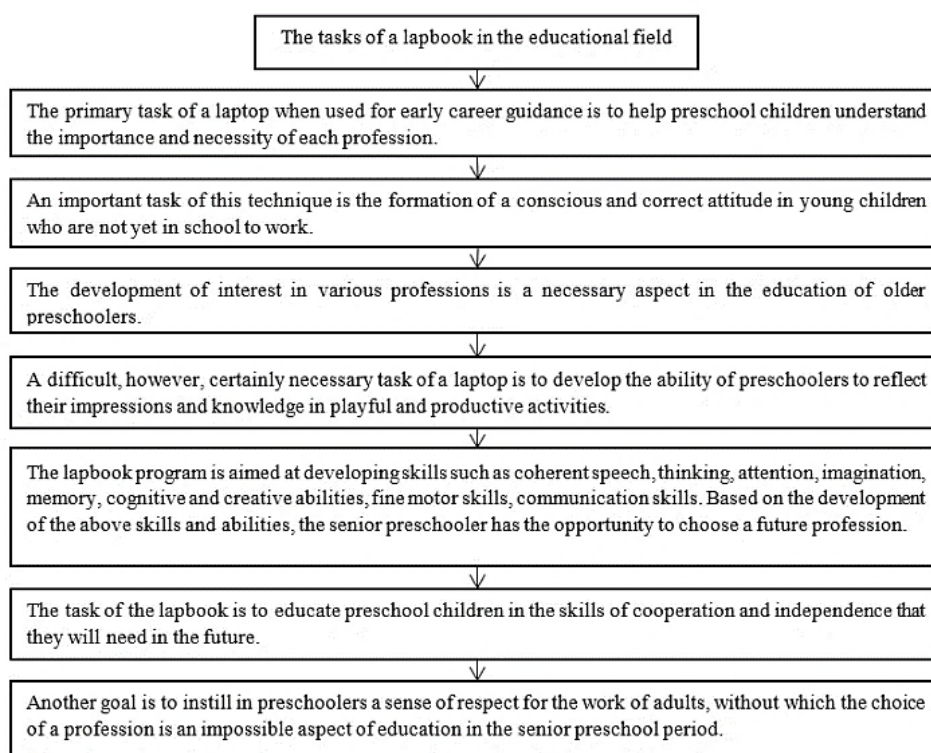 The tasks of a lapbook in the educational field
The primary task of a laptop when used for early career guidance is to help preschool children understand
the importance and necessity of each profession.
An important task of this technique is the formation of a conscious and correct attitude in young children
who are not yet in school to work.
The development of interest in various professions is a necessary aspect in the education of older
preschoolers.
A difficult, however, certainly necessary task of a laptop is to develop the ability of preschoolers to reflect
their impressions and knowledge in playful and productive activities.
The lapbook program is aimed at developing skills such as coherent speech, thinking, attention, imagination,
memory, cognitive and creative abilities, fine motor skills, communication skills. Based on the development
of the above skills and abilities, the senior preschooler has the opportunity to choose a future profession.
The task of the lapbook is to educate preschool children in the skills of cooperation and independence that
they will need in the future.
Another goal is to instill in preschoolers a sense of respect for the work of adults, without which the choice
of a profession is an impossible aspect of education in the senior preschool period.